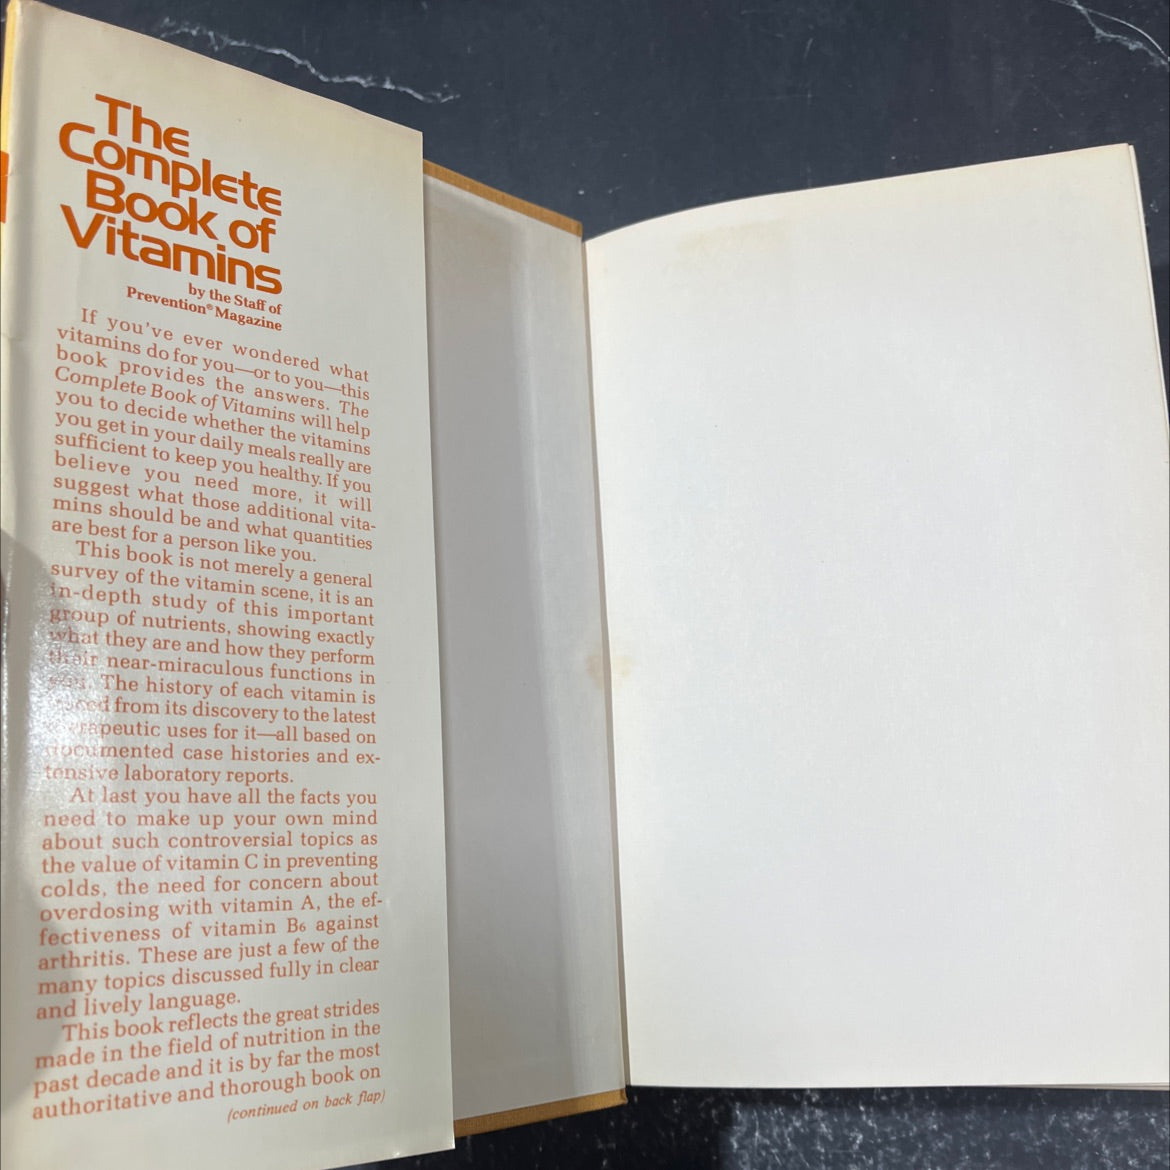 The
Complete
Book of
Vitamins
by the Staff of
Prevention® Magazine
If you've ever wondered what
vitamins do for you—or to you—this
book provides the answers. The
Complete Book of Vitamins will help
you to decide whether the vitamins
you get in your daily meals really are
sufficient to keep you healthy. If you
believe you need more, it will
suggest what those additional vita-
mins should be and what quantities
are best for a person like you.
This book is not merely a general
survey of the vitamin scene, it is an
in-depth study of this important
group of nutrients, showing exactly
what they are and how they perform
their near-miraculous functions in
The history of each vitamin is
from its discovery to the latest
uses for it—all based on
documented case histories and ex-
tensive laboratory reports.
At last you have all the facts you
need to make up your own mind
about such controversial topics as
the value of vitamin C in preventing
colds, the need for concern about
overdosing with vitamin A, the ef-
fectiveness of vitamin B6 against
arthritis. These are just a few of the
many topics discussed fully in clear
and lively language.
This book reflects the great strides
made in the field of nutrition in the
past decade and it is by far the most
authoritative and thorough book on
(continued on back flap)